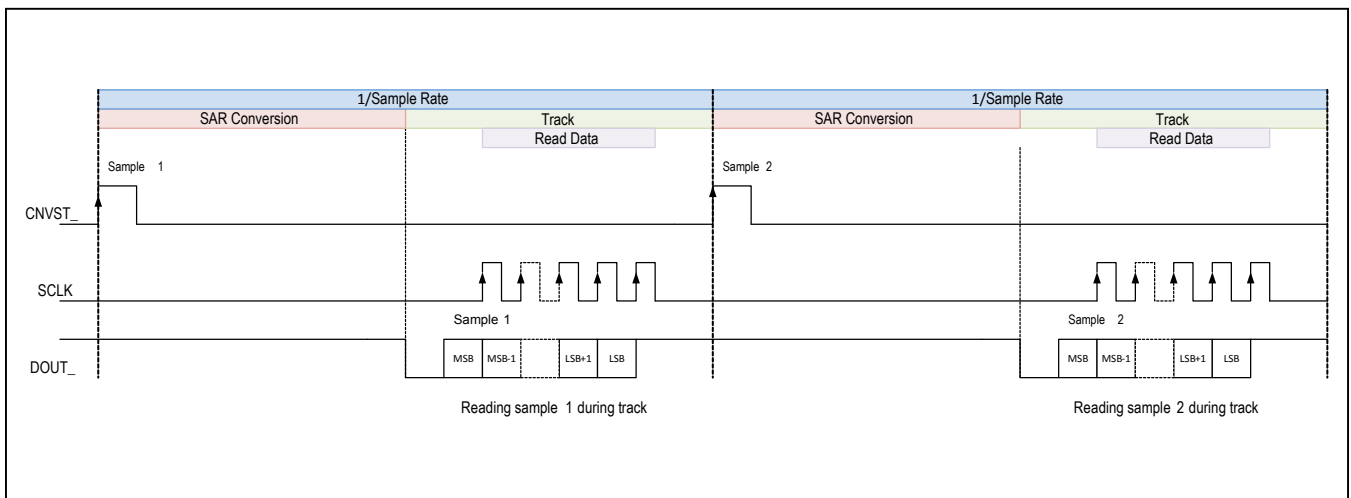 1/Sample Rate 1/Sample Rate
SAR Conversion Track SAR Conversion Track
Read Data Read Data
Sample 1 Sample 2
CNVST_
SCLK
Sample 1 Sample 2
DOUT_ MSB MSB-1 LSB+1 LSB MSB MSB-1 LSB+1 LSB
Reading sample 1 during track Reading sample 2 during track